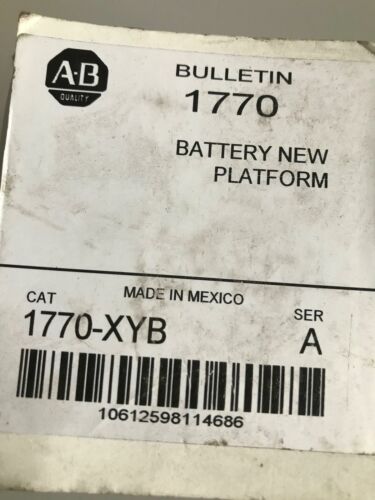 A-B
QUALITY
BULLETIN
1770
BATTERY NEW
PLATFORM
CAT
MADE IN MEXICO
SER
1770-XYB
A
10612598114686